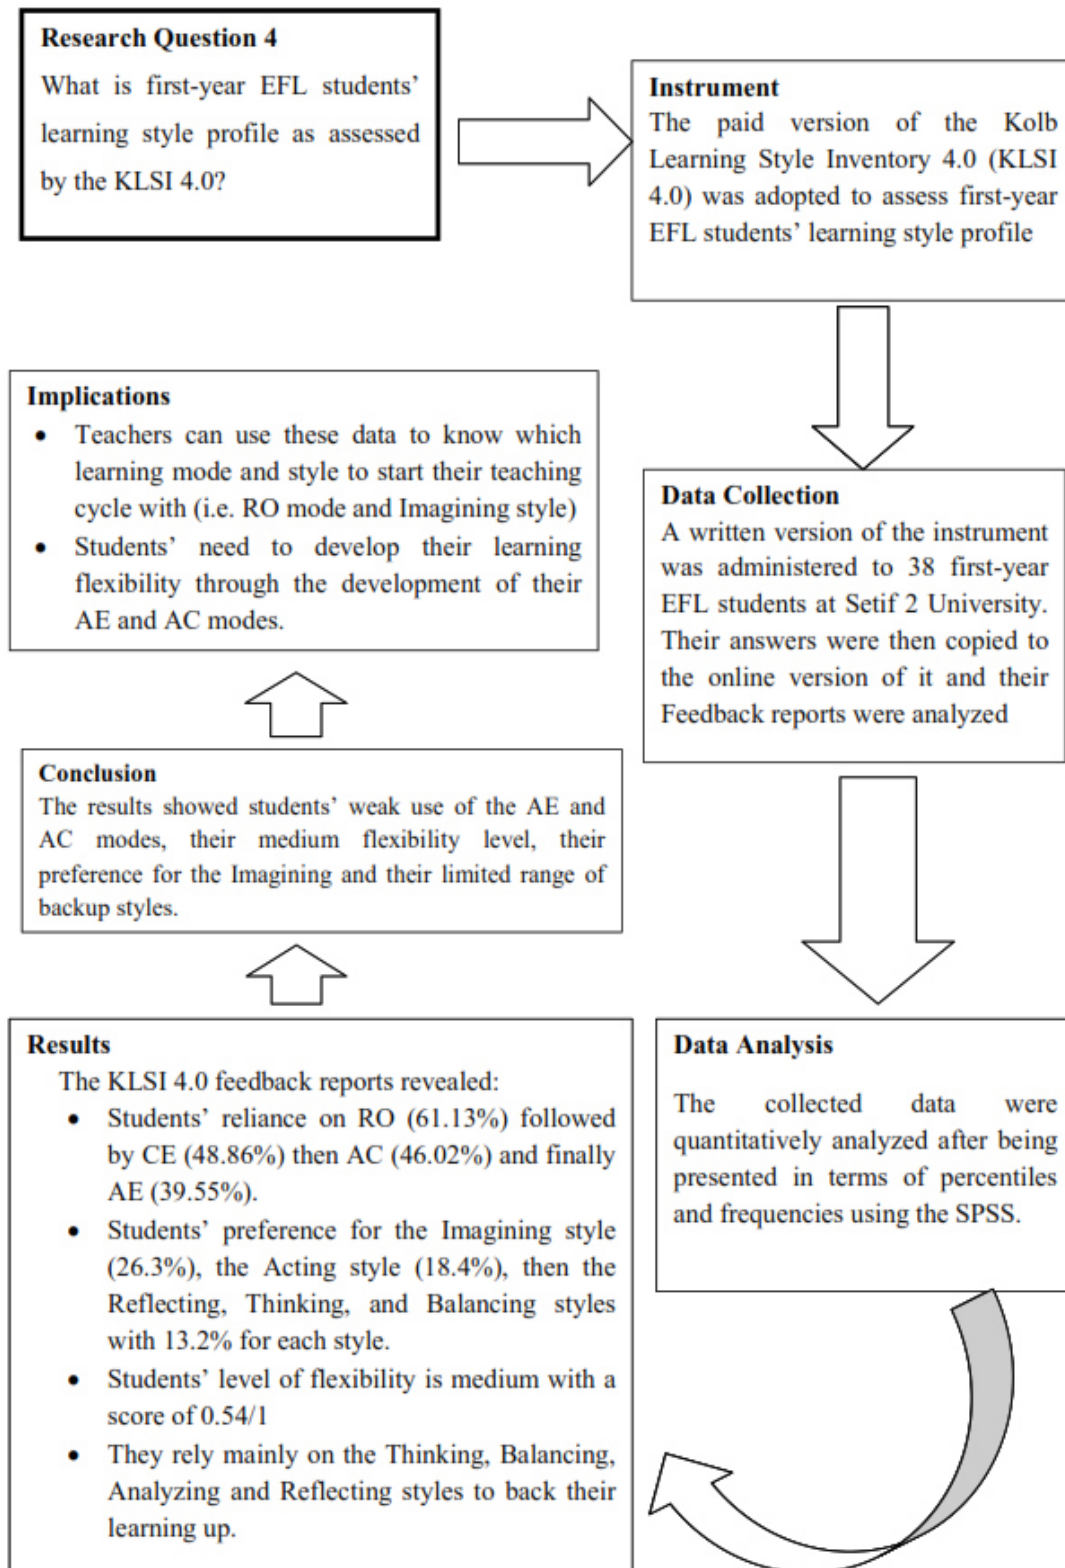 Research Question 4
What is first-year EFL students’
learning style profile as assessed
by the KLSI 4.0?
Instrument
The paid version of the Kolb
Learning Style Inventory 4.0 (KLSI
4.0) was adopted to assess first-year
EFL students’ learning style profile
Data Collection
A written version of the instrument
was administered to 38 first-year
EFL students at Setif 2 University.
Their answers were then copied to
the online version of it and their
Feedback reports were analyzed
Data Analysis
The collected data were
quantitatively analyzed after being
presented in terms of percentiles
and frequencies using the SPSS.
Results
The KLSI 4.0 feedback reports revealed:
• Students’ reliance on RO (61.13%) followed
by CE (48.86%) then AC (46.02%) and finally
AE (39.55%).
• Students’ preference for the Imagining style
(26.3%), the Acting style (18.4%), then the
Reflecting, Thinking, and Balancing styles
with 13.2% for each style.
• Students’ level of flexibility is medium with a
score of 0.54/1
• They rely mainly on the Thinking, Balancing,
Analyzing and Reflecting styles to back their
learning up.
Conclusion
The results showed students’ weak use of the AE and
AC modes, their medium flexibility level, their
preference for the Imagining and their limited range of
backup styles.
Implications
• Teachers can use these data to know which
learning mode and style to start their teaching
cycle with (i.e. RO mode and Imagining style)
• Students’ need to develop their learning
flexibility through the development of their
AE and AC modes.